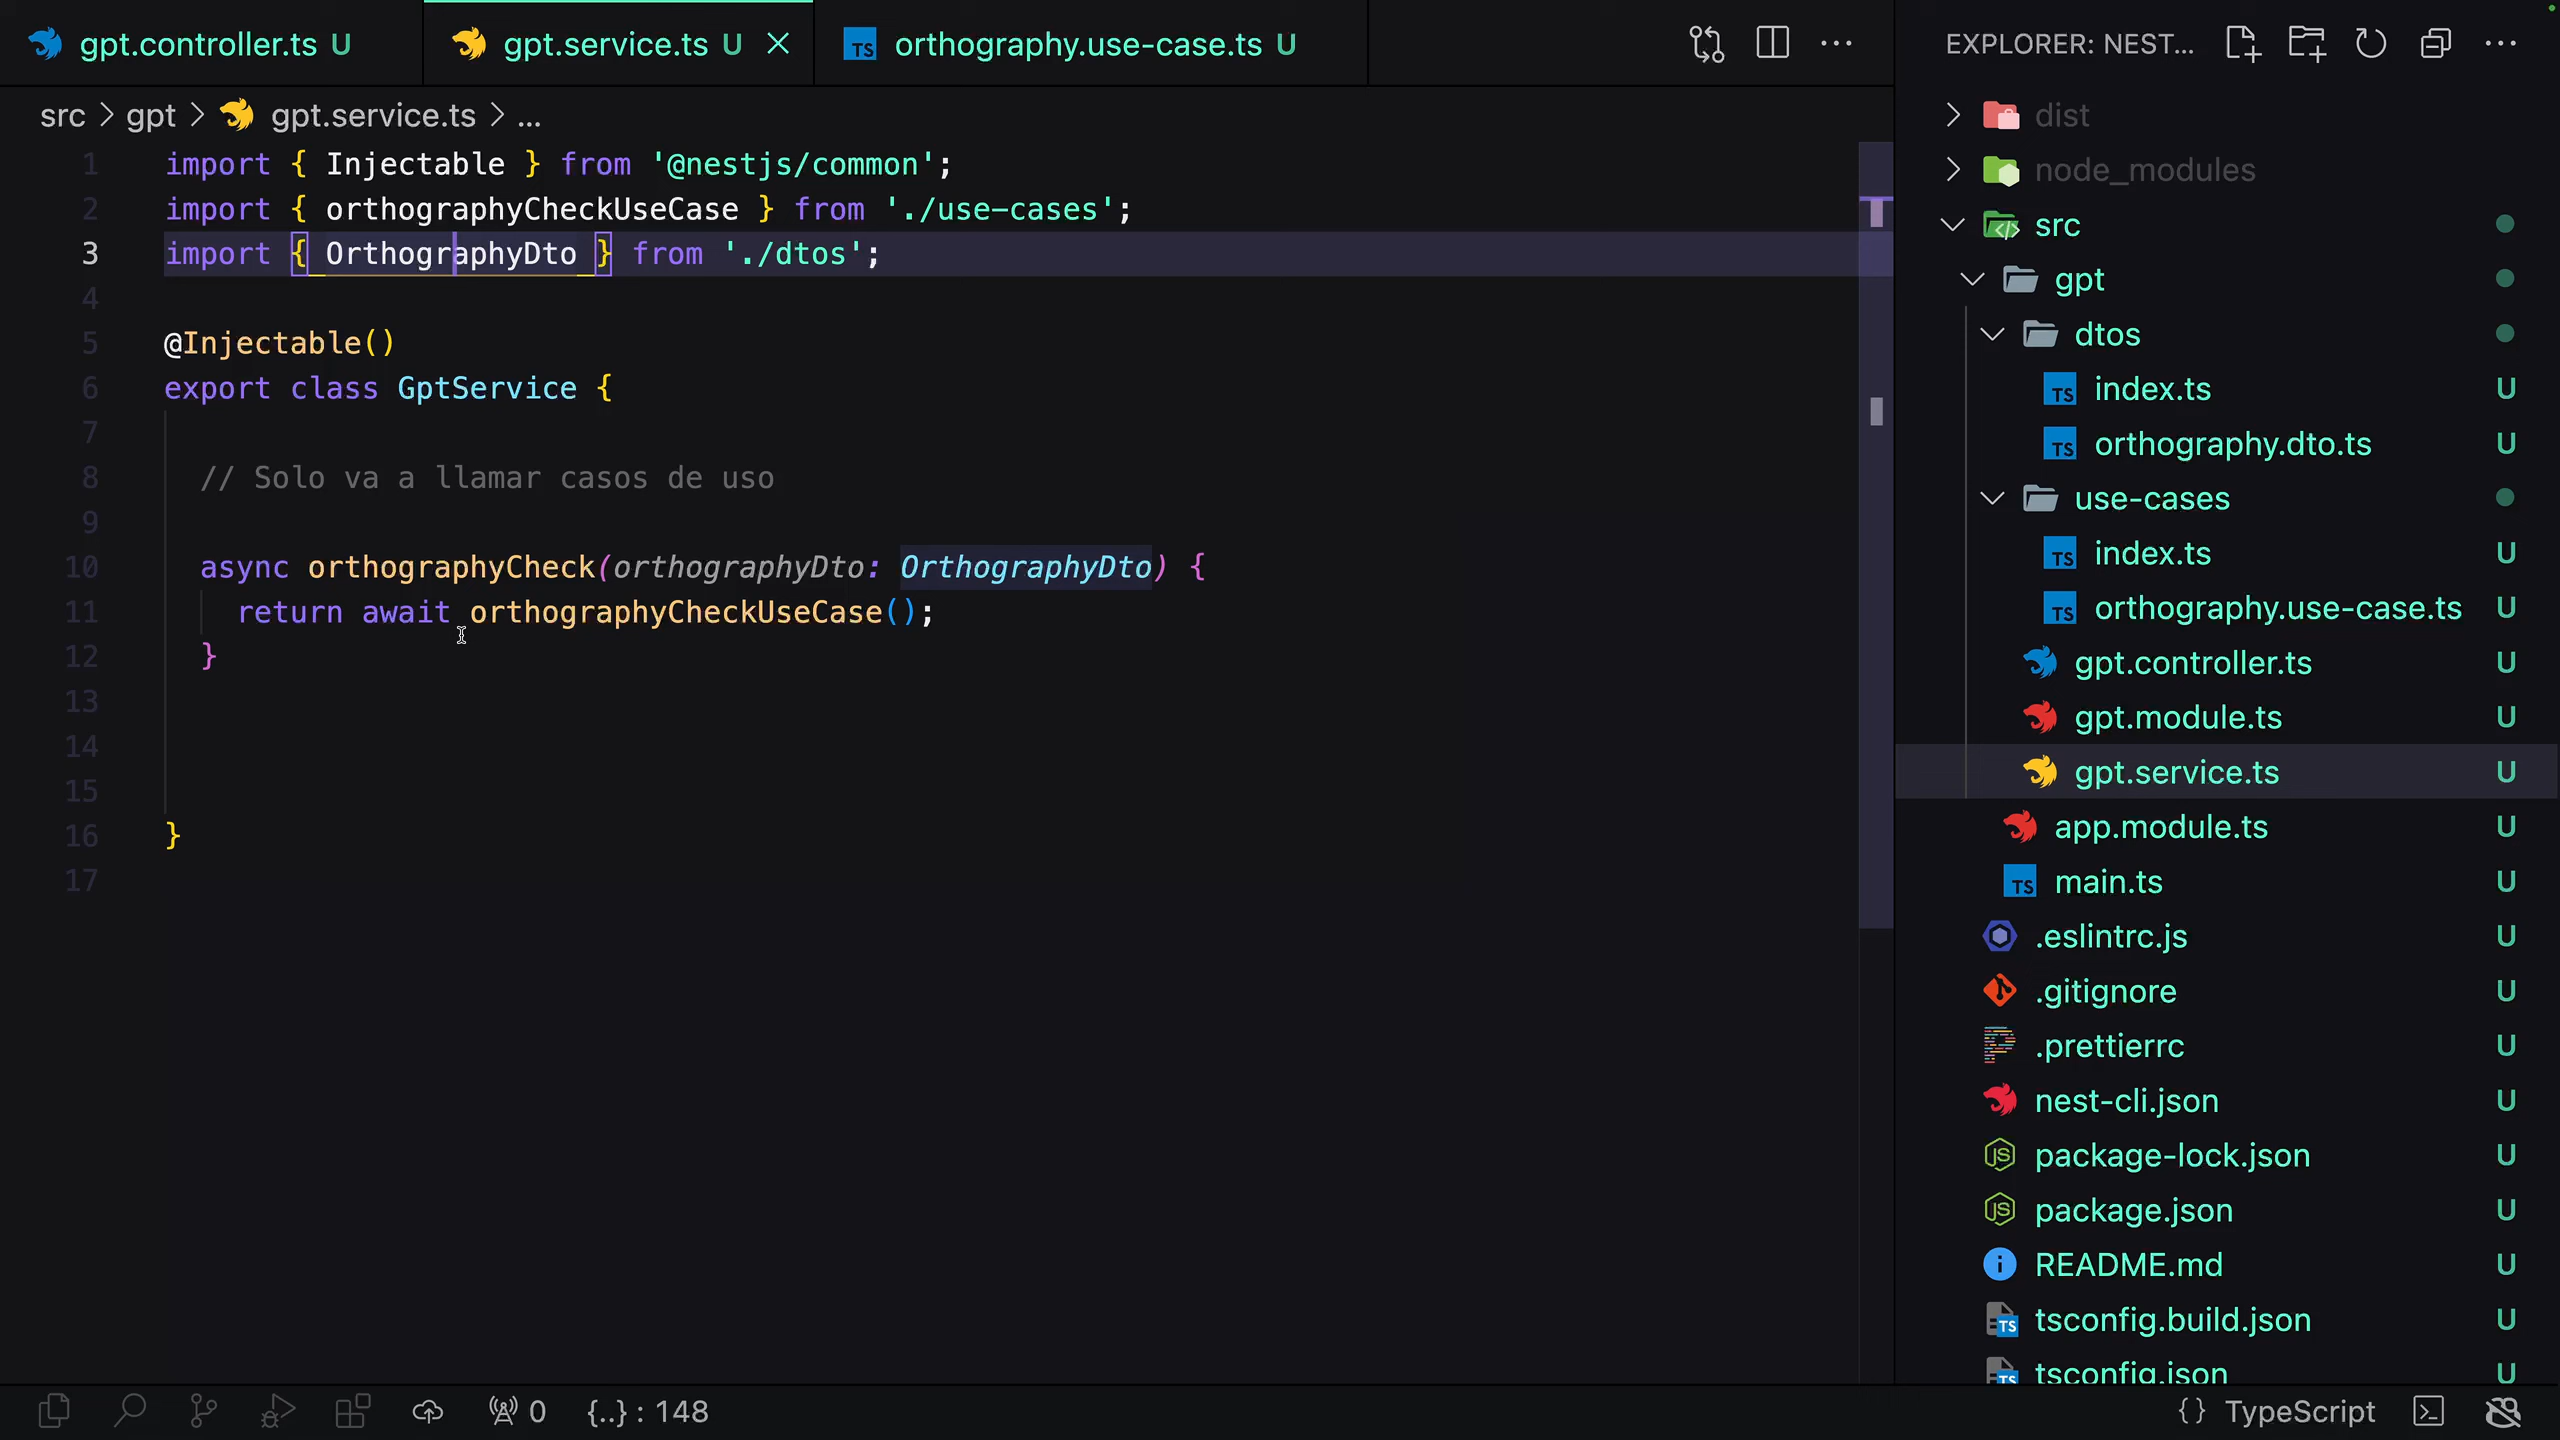 gpt.controller.ts U
gpt.service.ts U
orthography.use-case.ts U
EXPLORER: NEST...
src > gpt > gpt.service.ts > ...
1 import { Injectable } from '@nestjs/common';
2 import { orthographyCheckUseCase } from './use-cases';
3 import { OrthographyDto } from './dtos';
4
5 @Injectable()
6 export class GptService {
7
8 // Solo va a llamar casos de uso
9
10 async orthographyCheck(orthographyDto: OrthographyDto) {
11 return await orthographyCheckUseCase();
12 }
13
14
15
16 }
17
dist
node_modules
src
gpt
dtos
index.ts U
orthography.dto.ts U
use-cases
index.ts U
orthography.use-case.ts U
gpt.controller.ts U
gpt.module.ts U
gpt.service.ts U
app.module.ts U
main.ts U
.eslintrc.js U
.gitignore U
.prettierrc U
nest-cli.json U
package-lock.json U
package.json U
README.md U
tsconfig.build.json U
tsconfig.json U
0
{..} : 148
{} TypeScript